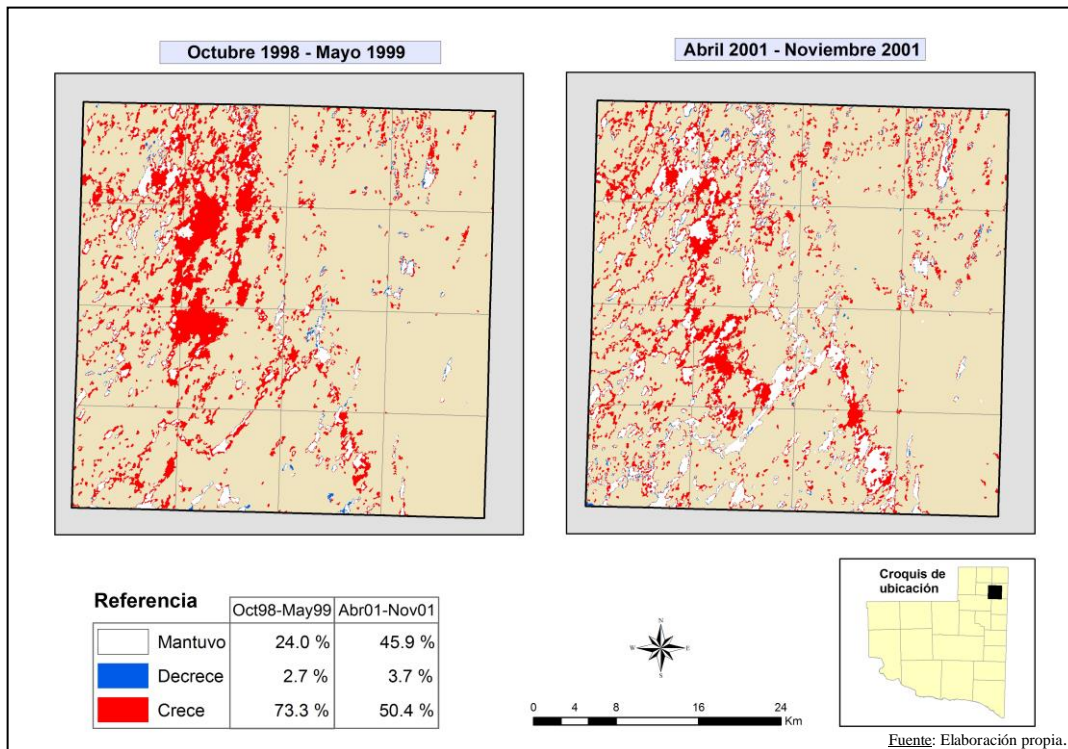 Octubre 1998 - Mayo 1999
Abril 2001 - Noviembre 2001
Referencia
Oct98-May99 Abr01-Nov01
Mantuvo 24.0 % 45.9 %
Decrece 2.7 % 3.7 %
Crece 73.3 % 50.4 %
N
W E
S
0 4 8 12 16 20 24
Km
Croquis de
ubicación
Fuente: Elaboración propia.